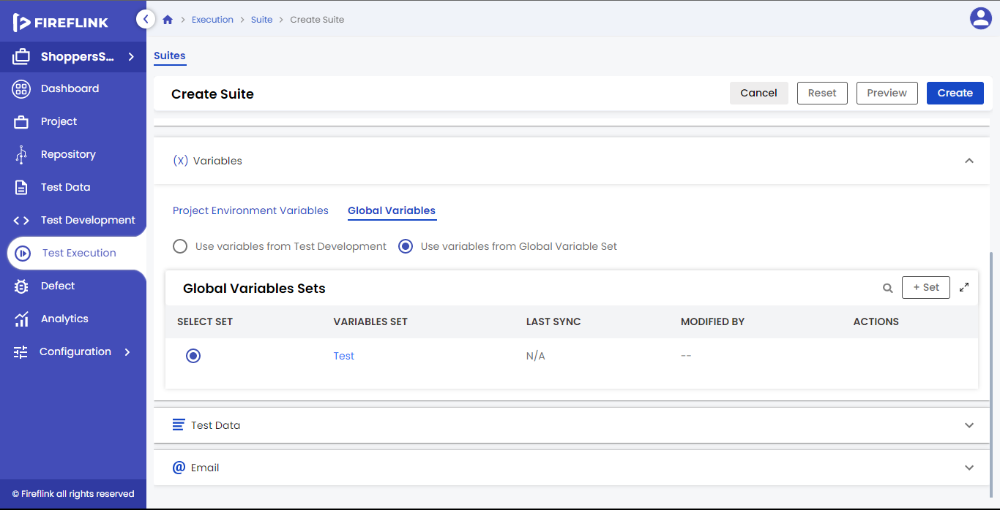 FIREFLINK
Execution
Suite
Create Suite
ShoppersS...
Dashboard
Project
Repository
Test Data
Test Development
Test Execution
Defect
Analytics
Configuration
© Fireflink all rights reserved
Suites
Create Suite
Cancel
Reset
Preview
Create
(X) Variables
Project Environment Variables
Global Variables
Use variables from Test Development
Use variables from Global Variable Set
Global Variables Sets
+ Set
SELECT SET
VARIABLES SET
LAST SYNC
MODIFIED BY
ACTIONS
Test
N/A
--
Test Data
@ Email